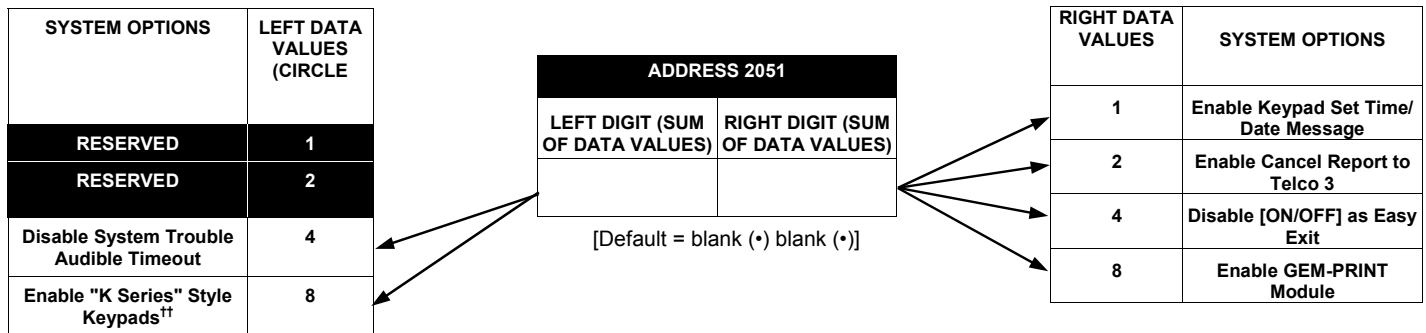 SYSTEM OPTIONS
LEFT DATA
VALUES
(CIRCLE
RESERVED
1
RESERVED
2
Disable System Trouble
Audible Timeout
4
Enable "K Series" Style
Keypads††
8
ADDRESS 2051
LEFT DIGIT (SUM
OF DATA VALUES)
RIGHT DIGIT (SUM
OF DATA VALUES)
[Default = blank (•) blank (•)]
RIGHT DATA
VALUES
SYSTEM OPTIONS
1
Enable Keypad Set Time/
Date Message
2
Enable Cancel Report to
Telco 3
4
Disable [ON/OFF] as Easy
Exit
8
Enable GEM-PRINT
Module